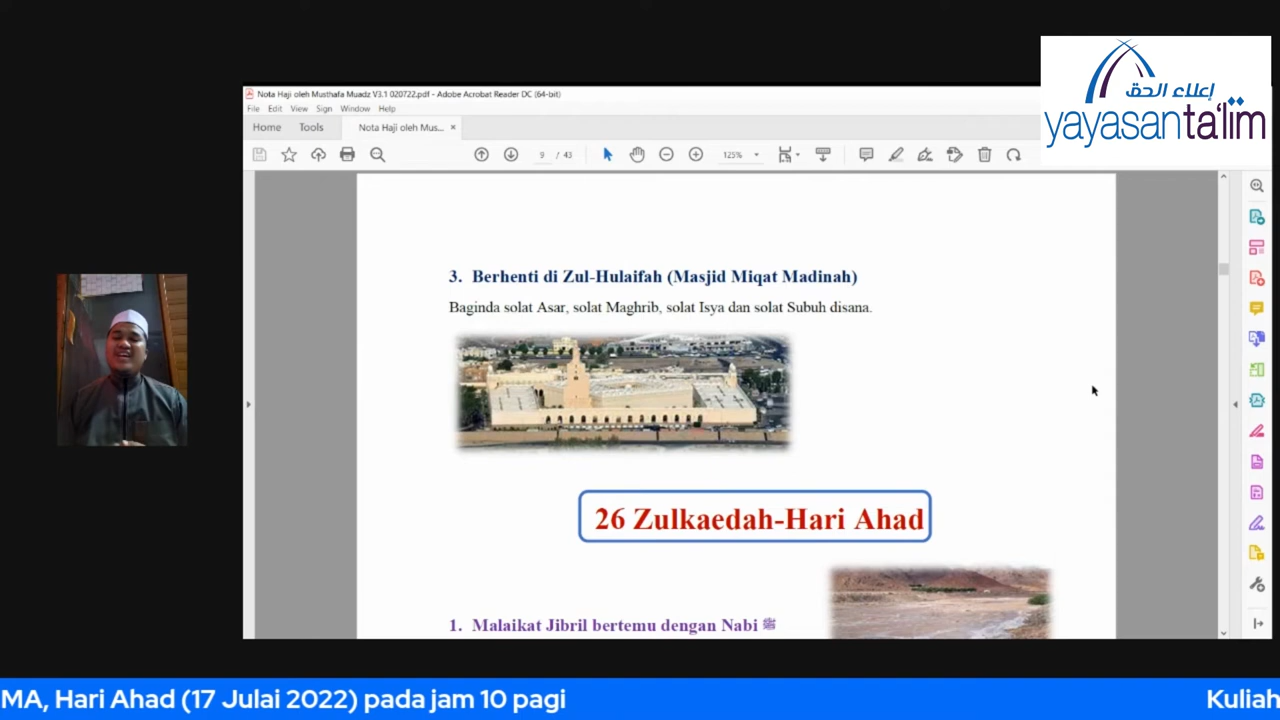 إعلاء الحق
yayasanta'lim
Nota Haji oleh Musthafa Muadz V3.1 020722.pdf - Adobe Acrobat Reader DC (64-bit)
File Edit View Sign Window Help
Home Tools Nota Haji oleh Mus... ×
9 / 43 125%
3. Berhenti di Zul-Hulaifah (Masjid Miqat Madinah)
Baginda solat Asar, solat Maghrib, solat Isya dan solat Subuh disana.
26 Zulkaedah-Hari Ahad
1. Malaikat Jibril bertemu dengan Nabi ﷺ
MA, Hari Ahad (17 Julai 2022) pada jam 10 pagi Kuliah